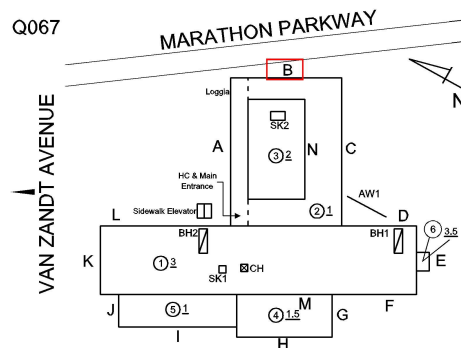 Q067
MARATHON PARKWAY
B
Loggia
N
SK2
A
3 2
N
C
VAN ZANDT AVENUE
HC & Main
Entrance
AW1
Sidewalk Elevator
2 1
L
D
BH2
BH1
6 3.5
K
1 3
CH
E
SK1
J
5 1
M
4 1.5
G
F
I
H